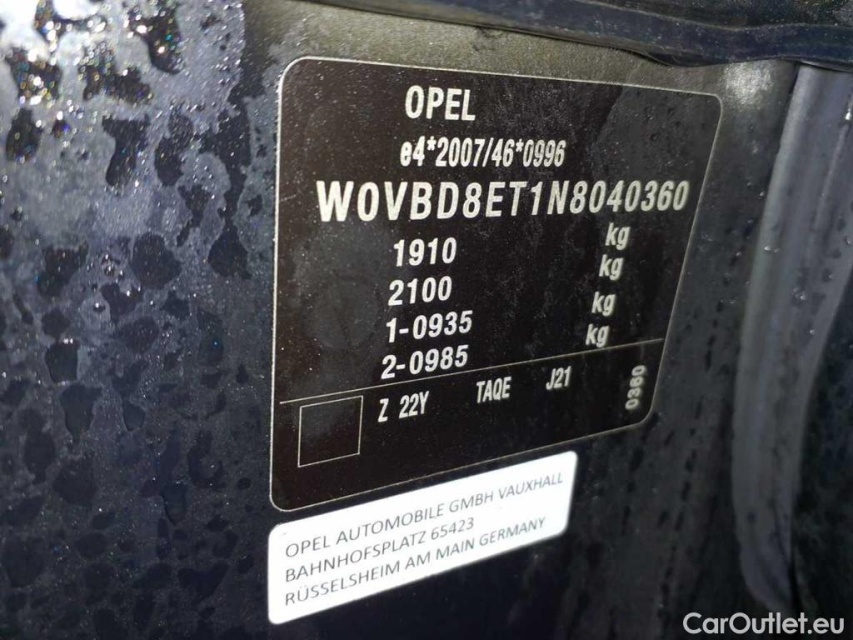 OPEL
e4*2007/46*0996
W0VBD8ET1N8040360
1910 kg
2100 kg
1-0935 kg
2-0985 kg
Z 22Y TAQE J21 0360
OPEL AUTOMOBILE GMBH VAUXHALL
BAHNHOFSPLATZ 65423
RÜSSELSHEIM AM MAIN GERMANY
CarOutlet.eu